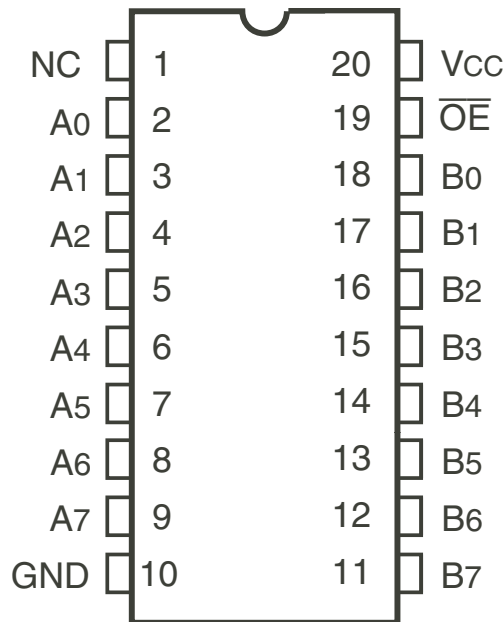 NC 1 20 VCC
A0 2 19 O̅E̅
A1 3 18 B0
A2 4 17 B1
A3 5 16 B2
A4 6 15 B3
A5 7 14 B4
A6 8 13 B5
A7 9 12 B6
GND 10 11 B7